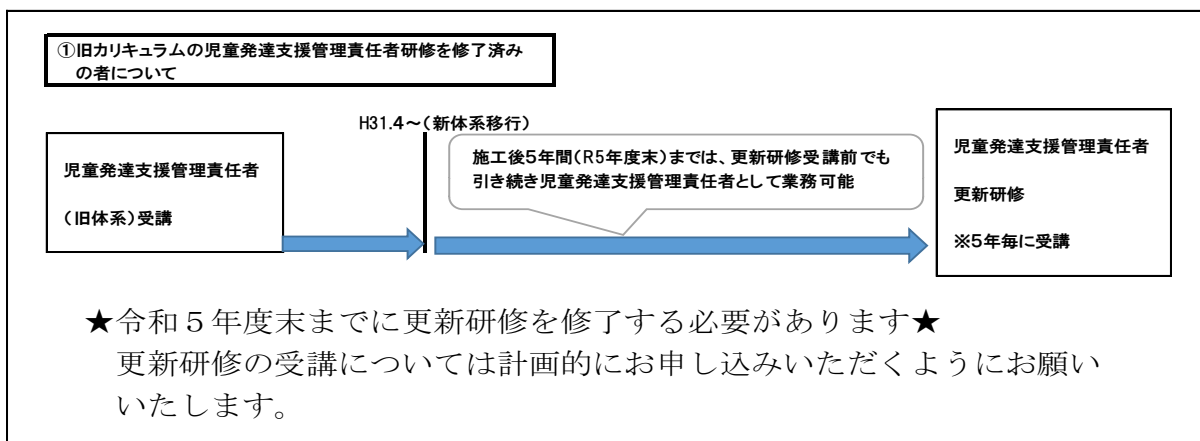 ①旧カリキュラムの児童発達支援管理責任者研修を修了済み
の者について
H31.4～(新体系移行)
児童発達支援管理責任者
(旧体系)受講
施工後5年間(R5年度末)までは、更新研修受講前でも
引き続き児童発達支援管理責任者として業務可能
児童発達支援管理責任者
更新研修
※5年毎に受講
★令和５年度末までに更新研修を修了する必要があります★
更新研修の受講については計画的にお申し込みいただくようにお願い
いたします。